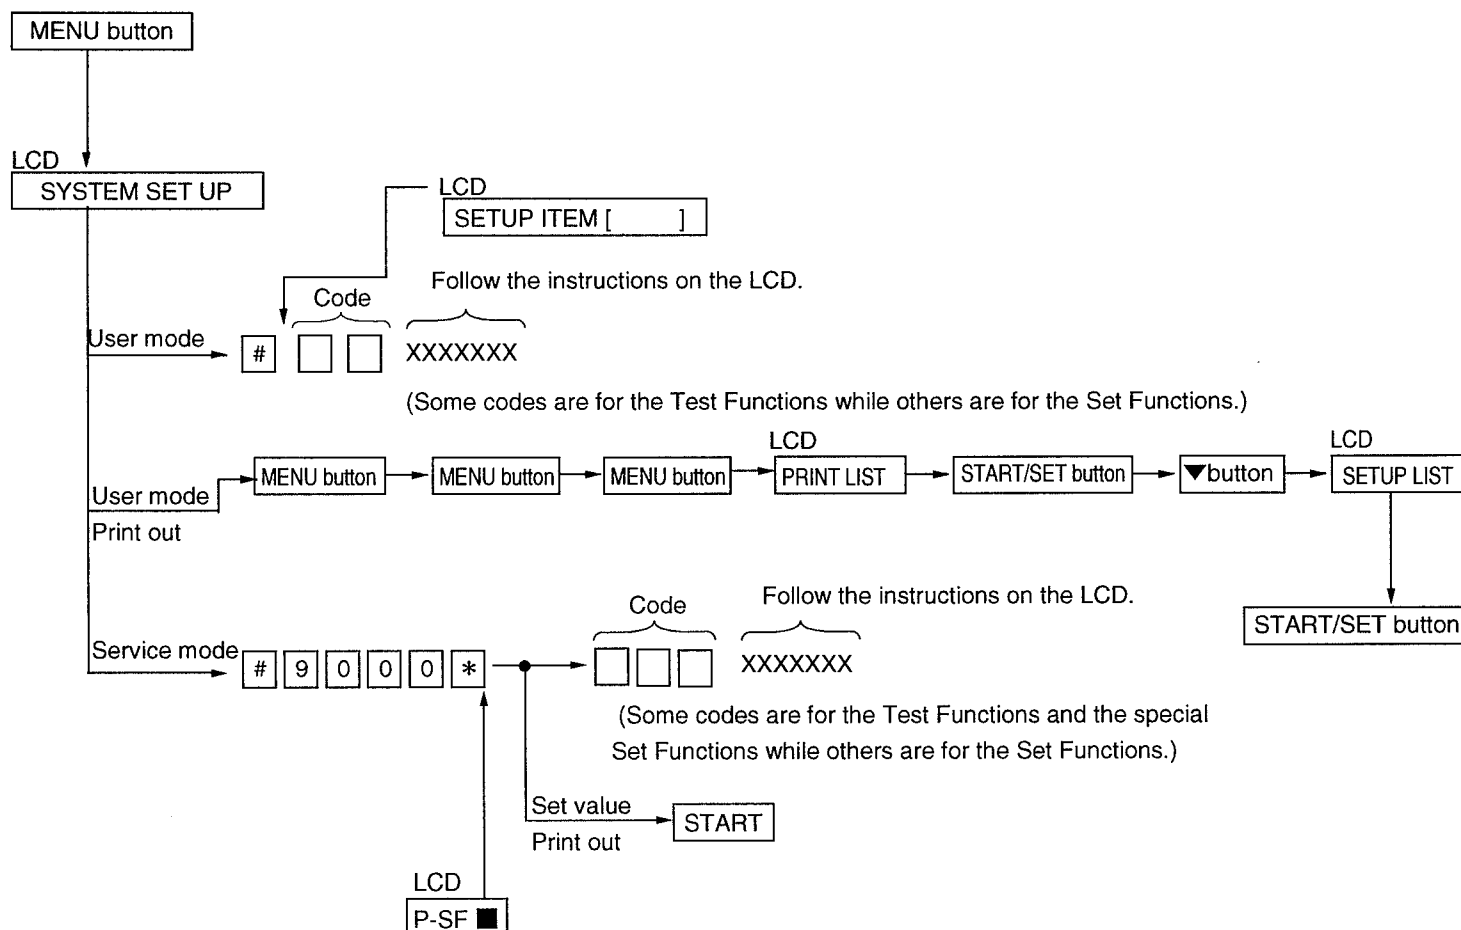 MENU button
LCD
SYSTEM SET UP
LCD
SETUP ITEM [ ]
Follow the instructions on the LCD.
Code
User mode
# XXXXXXX
(Some codes are for the Test Functions while others are for the Set Functions.)
LCD
LCD
MENU button MENU button MENU button PRINT LIST START/SET button ▼button SETUP LIST
User mode
Print out
START/SET button
Code
Follow the instructions on the LCD.
Service mode
# 9 0 0 0 * XXXXXXX
(Some codes are for the Test Functions and the special
Set Functions while others are for the Set Functions.)
Set value
Print out
START
LCD
P-SF ■